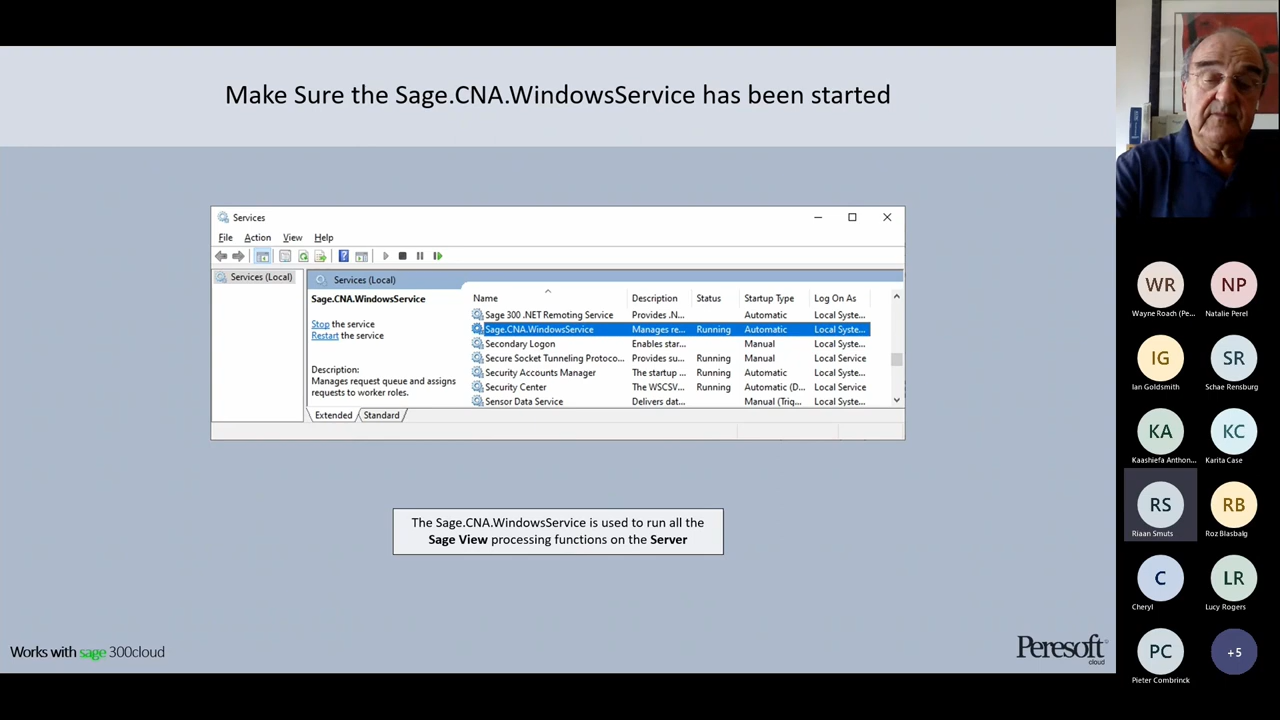 Make Sure the Sage.CNA.WindowsService has been started
Services
File Action View Help
Services (Local)
Services (Local)
Sage.CNA.WindowsService
Stop the service
Restart the service
Description:
Manages request queue and assigns
requests to worker roles.
Name Description Status Startup Type Log On As
Sage 300 .NET Remoting Service Provides .N... Automatic Local Syste...
Sage.CNA.WindowsService Manages re... Running Automatic Local Syste...
Secondary Logon Enables star... Manual Local Syste...
Secure Socket Tunneling Protoco... Provides su... Running Manual Local Service
Security Accounts Manager The startup ... Running Automatic Local Syste...
Security Center The WSCSV... Running Automatic (D... Local Service
Sensor Data Service Delivers dat... Manual (Trig... Local Syste...
Extended Standard
The Sage.CNA.WindowsService is used to run all the
Sage View processing functions on the Server
Works with sage 300cloud
Peresoft
cloud
WR NP
Wayne Roach (Pe... Natalie Perel
IG SR
Ian Goldsmith Schae Rensburg
KA KC
Kaashiefa Anthon... Karita Case
RS RB
Riaan Smuts Roz Blasbalg
C LR
Cheryl Lucy Rogers
PC +5
Pieter Combrinck